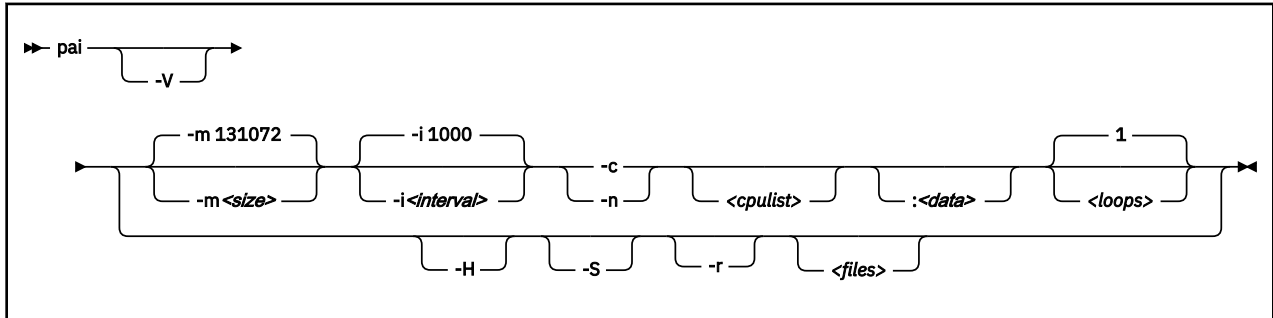 pai
-V
-m 131072 -i 1000 1
-c
-m<size> -i<interval> -n <cpulist> :<data> <loops>
-H -S -r <files>